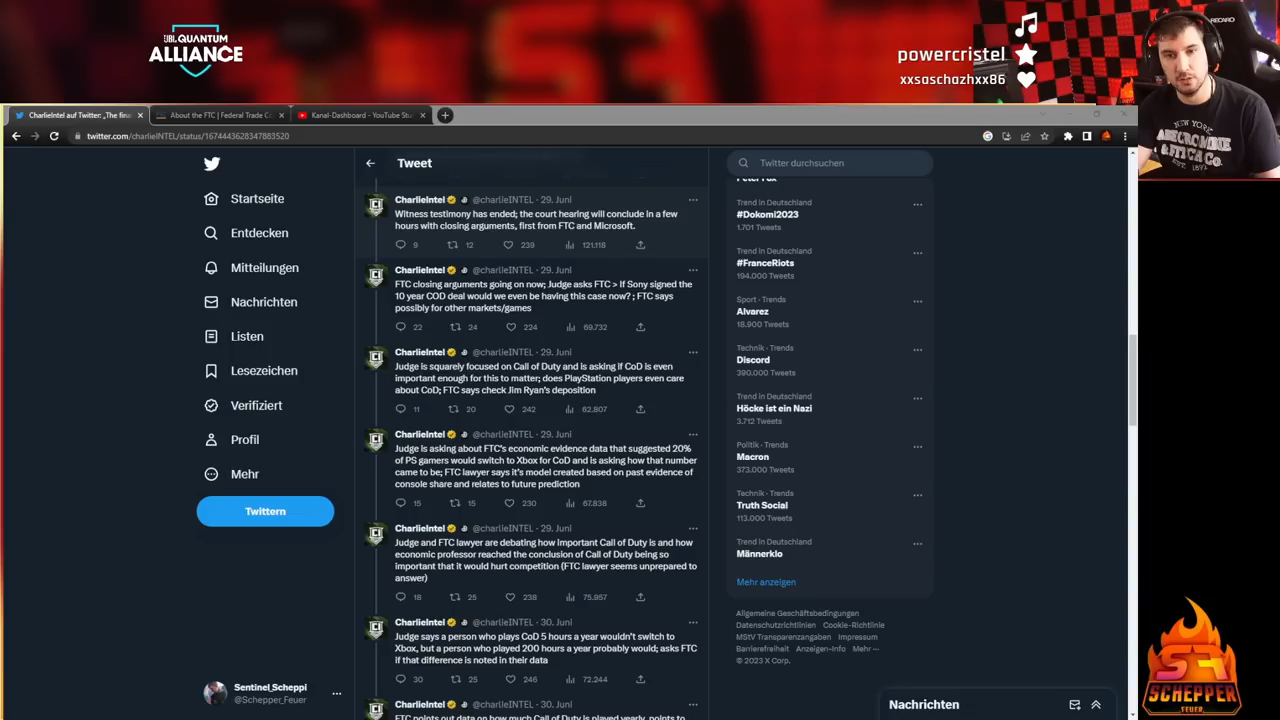 JBL QUANTUM
ALLIANCE
powercristel
xxsaschazhxx86
RECARO
NEW YORK
ABERCROMBIE
& FITCH CO.
CharlieINTEL auf Twitter: „The fina
About the FTC | Federal Trade Co
Kanal-Dashboard - YouTube Stu
twitter.com/charlieINTEL/status/1674443628347883520
Startseite
Entdecken
Mitteilungen
Nachrichten
Listen
Lesezeichen
Verifiziert
Profil
Mehr
Twittern
Sentinel_Scheppi
@Schepper_Feuer
Tweet
CharlieIntel @charlieINTEL · 29. Juni
Witness testimony has ended; the court hearing will conclude in a few
hours with closing arguments, first from FTC and Microsoft.
9 12 239 121.118
CharlieIntel @charlieINTEL · 29. Juni
FTC closing arguments going on now; Judge asks FTC > If Sony signed the
10 year COD deal would we even be having this case now? ; FTC says
possibly for other markets/games
22 24 224 69.732
CharlieIntel @charlieINTEL · 29. Juni
Judge is squarely focused on Call of Duty and is asking if CoD is even
important enough for this to matter; does PlayStation players even care
about CoD; FTC says check Jim Ryan's deposition
11 20 242 62.807
CharlieIntel @charlieINTEL · 29. Juni
Judge is asking about FTC's economic evidence data that suggested 20%
of PS gamers would switch to Xbox for CoD and is asking how that number
came to be; FTC lawyer says it's model created based on past evidence of
console share and relates to future prediction
15 15 230 67.838
CharlieIntel @charlieINTEL · 29. Juni
Judge and FTC lawyer are debating how important Call of Duty is and how
economic professor reached the conclusion of Call of Duty being so
important that it would hurt competition (FTC lawyer seems unprepared to
answer)
18 25 238 75.957
CharlieIntel @charlieINTEL · 30. Juni
Judge says a person who plays CoD 5 hours a year wouldn't switch to
Xbox, but a person who played 200 hours a year probably would; asks FTC
if that difference is noted in their data
30 25 246 72.244
CharlieIntel @charlieINTEL · 30. Juni
FTC points out data on how much Call of Duty is played yearly, points to
Twitter durchsuchen
Peter Fox
Trend in Deutschland
#Dokomi2023
1.701 Tweets
Trend in Deutschland
#FranceRiots
194.000 Tweets
Sport · Trends
Alvarez
18.900 Tweets
Technik · Trends
Discord
390.000 Tweets
Trend in Deutschland
Höcke ist ein Nazi
3.712 Tweets
Politik · Trends
Macron
373.000 Tweets
Technik · Trends
Truth Social
113.000 Tweets
Trend in Deutschland
Männerklo
Mehr anzeigen
Allgemeine Geschäftsbedingungen
Datenschutzrichtlinien Cookie-Richtlinie
MStV Transparenzangaben Impressum
Barrierefreiheit Anzeigen-Info Mehr ···
© 2023 X Corp.
Nachrichten
SF
SCHEPPER
FEUER